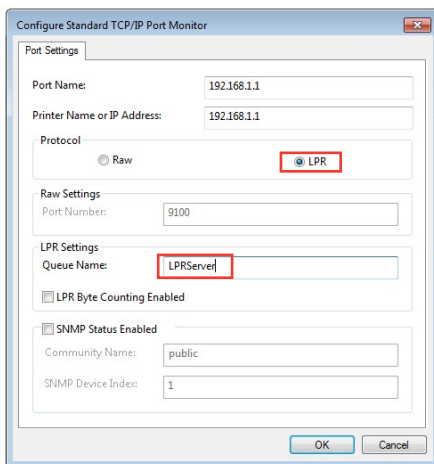 Configure Standard TCP/IP Port Monitor
Port Settings
Port Name: 192.168.1.1
Printer Name or IP Address: 192.168.1.1
Protocol
Raw LPR
Raw Settings
Port Number: 9100
LPR Settings
Queue Name: LPRServer
LPR Byte Counting Enabled
SNMP Status Enabled
Community Name: public
SNMP Device Index: 1
OK Cancel